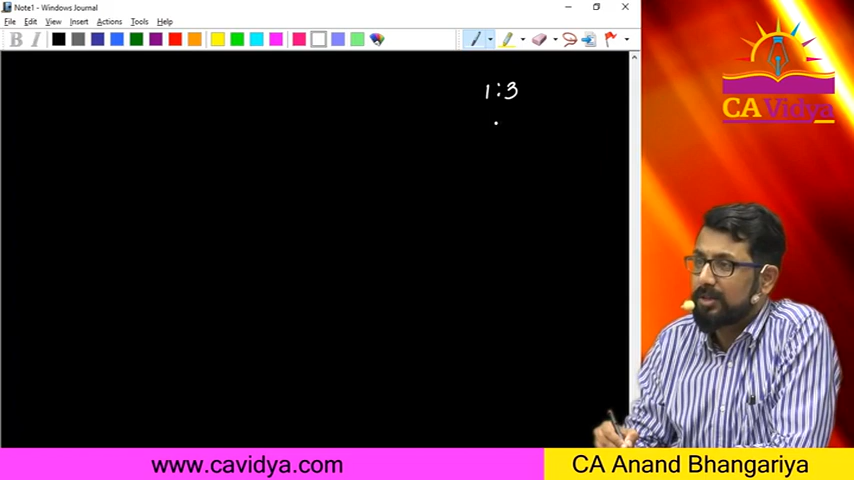 Note1 - Windows Journal
File Edit View Insert Actions Tools Help
B I
1:3
CA Vidya
www.cavidya.com
CA Anand Bhangariya